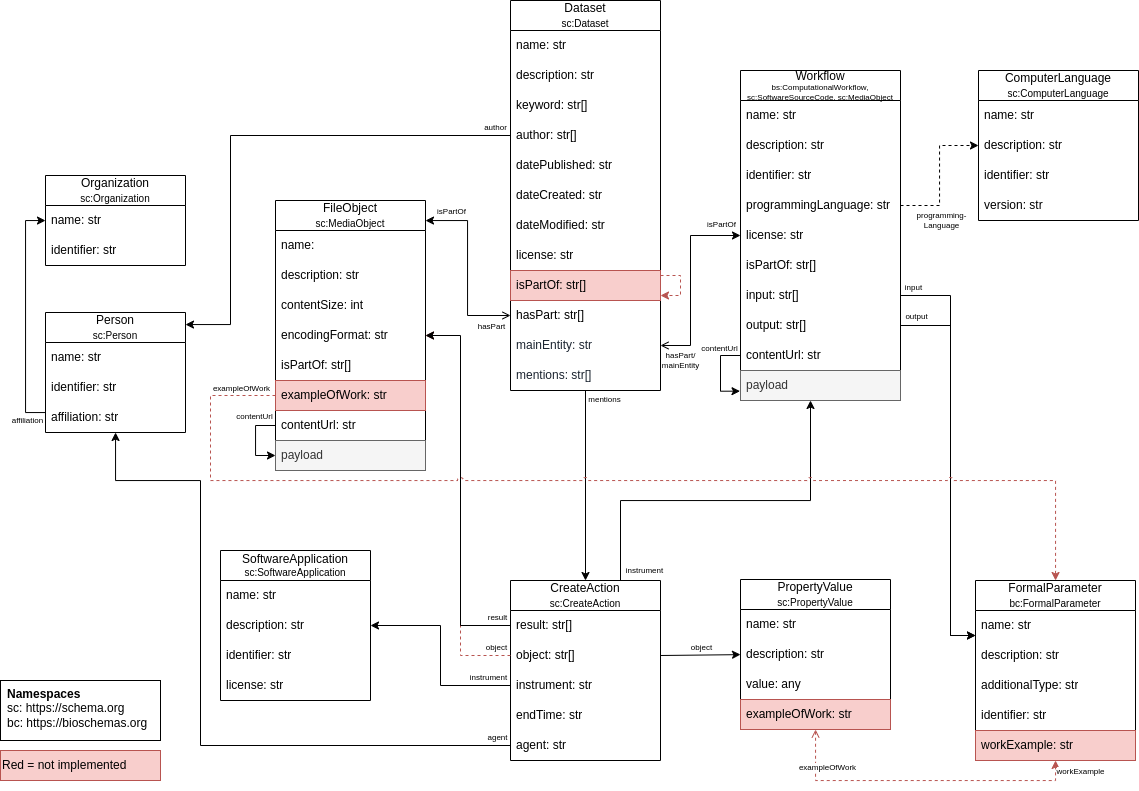 Dataset
sc:Dataset
name: str
description: str
keyword: str[]
author: str[]
datePublished: str
dateCreated: str
dateModified: str
license: str
isPartOf: str[]
hasPart: str[]
mainEntity: str
mentions: str[]
Workflow
bs:ComputationalWorkflow,
sc:SoftwareSourceCode, sc:MediaObject
name: str
description: str
identifier: str
programmingLanguage: str
license: str
isPartOf: str[]
input: str[]
output: str[]
contentUrl: str
payload
ComputerLanguage
sc:ComputerLanguage
name: str
description: str
identifier: str
version: str
programming-
Language
author
isPartOf
hasPart
isPartOf
hasPart/
mainEntity
contentUrl
input
output
Organization
sc:Organization
name: str
identifier: str
Person
sc:Person
name: str
identifier: str
affiliation: str
affiliation
FileObject
sc:MediaObject
name:
description: str
contentSize: int
encodingFormat: str
isPartOf: str[]
exampleOfWork: str
contentUrl: str
payload
exampleOfWork
contentUrl
mentions
instrument
SoftwareApplication
sc:SoftwareApplication
name: str
description: str
identifier: str
license: str
CreateAction
sc:CreateAction
result: str[]
object: str[]
instrument: str
endTime: str
agent: str
result
object
instrument
agent
object
PropertyValue
sc:PropertyValue
name: str
description: str
value: any
exampleOfWork: str
exampleOfWork
FormalParameter
bc:FormalParameter
name: str
description: str
additionalType: str
identifier: str
workExample: str
workExample
Namespaces
sc: https://schema.org
bc: https://bioschemas.org
Red = not implemented